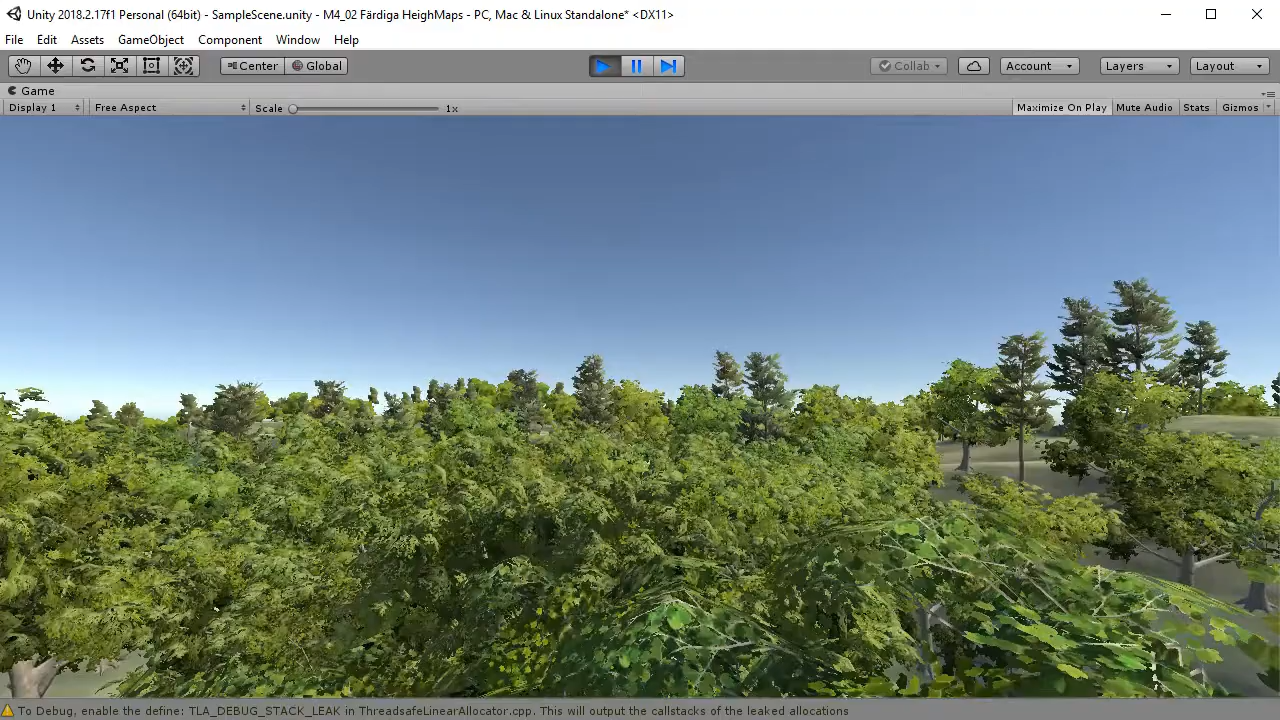 Unity 2018.2.17f1 Personal (64bit) - SampleScene.unity - M4_02 Färdiga HeighMaps - PC, Mac & Linux Standalone* <DX11>
File Edit Assets GameObject Component Window Help
Center Global Collab Account Layers Layout
Game
Display 1 Free Aspect Scale 1x Maximize On Play Mute Audio Stats Gizmos
To Debug, enable the define: TLA_DEBUG_STACK_LEAK in ThreadsafeLinearAllocator.cpp. This will output the callstacks of the leaked allocations